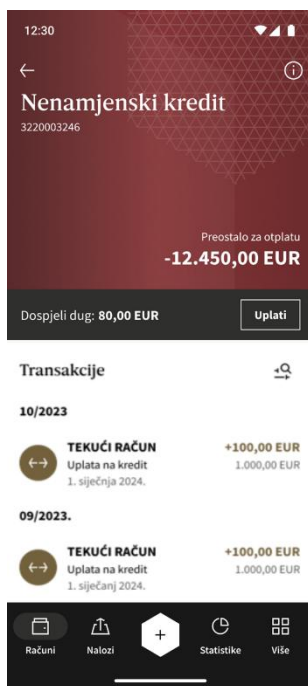 12:30
Nenamjenski kredit
3220003246
Preostalo za otplatu
-12.450,00 EUR
Dospjeli dug: 80,00 EUR
Uplati
Transakcije
10/2023
TEKUĆI RAČUN +100,00 EUR
Uplata na kredit 1.000,00 EUR
1. siječnja 2024.
09/2023.
TEKUĆI RAČUN +100,00 EUR
Uplata na kredit 1.000,00 EUR
1. siječanj 2024.
Računi Nalozi + Statistike Više